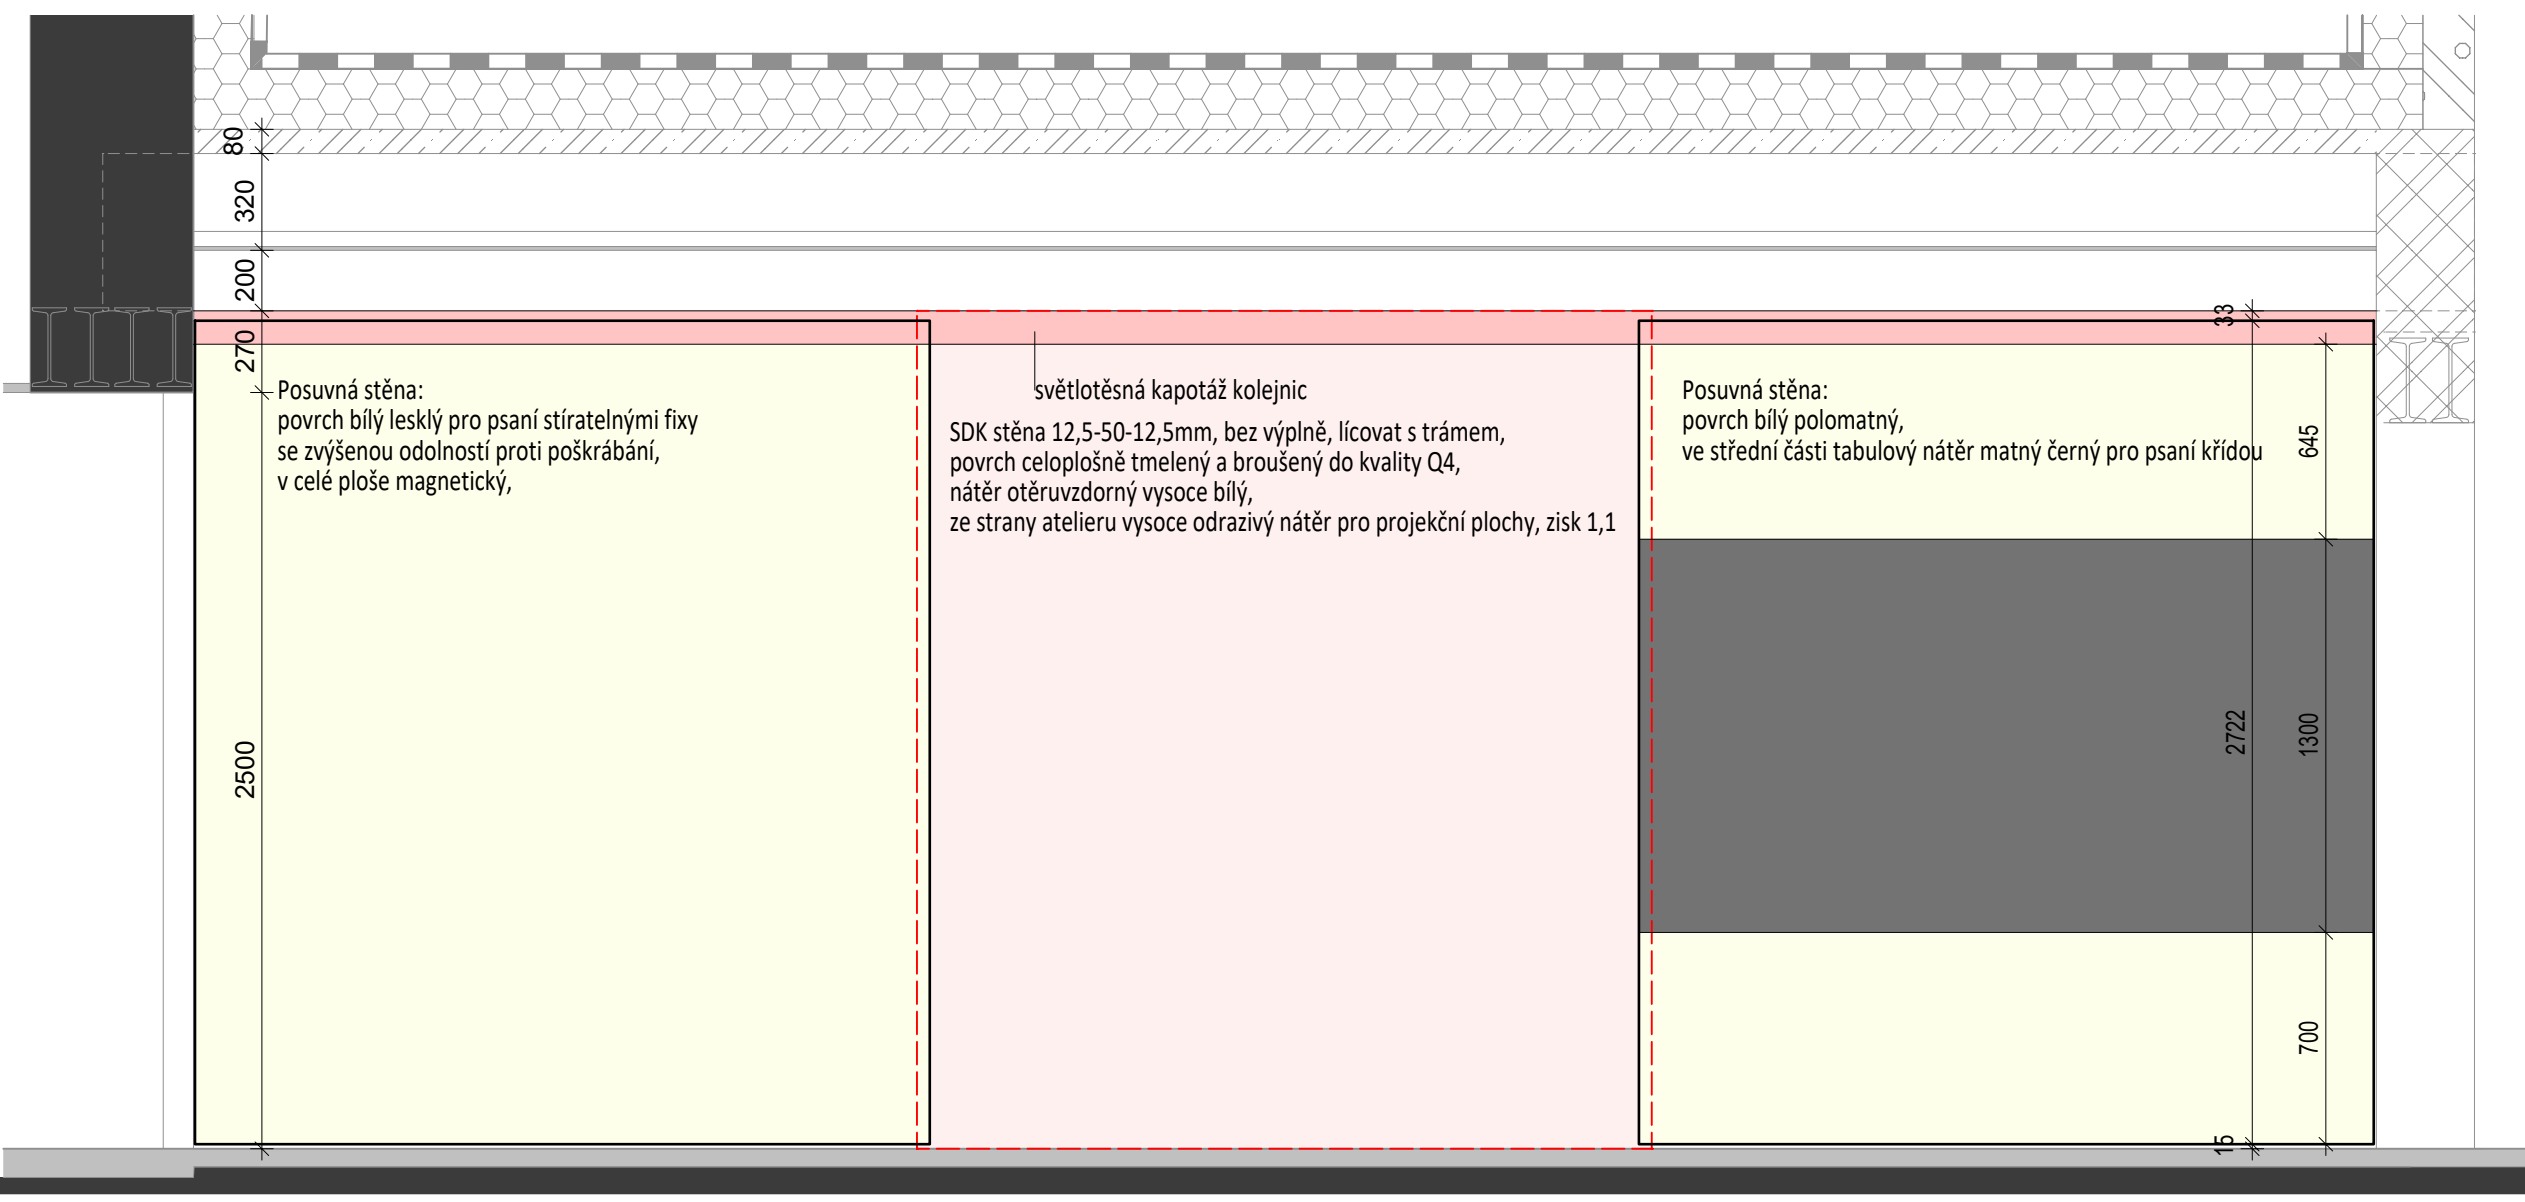 80
320
200
270
2500
Posuvná stěna:
povrch bílý lesklý pro psaní stíratelnými fixy
se zvýšenou odolností proti poškrábání,
v celé ploše magnetický,
světlotěsná kapotáž kolejnic
SDK stěna 12,5-50-12,5mm, bez výplně, lícovat s trámem,
povrch celoplošně tmelený a broušený do kvality Q4,
nátěr otěruvzdorný vysoce bílý,
ze strany atelieru vysoce odrazivý nátěr pro projekční plochy, zisk 1,1
Posuvná stěna:
povrch bílý polomatný,
ve střední části tabulový nátěr matný černý pro psaní křídou
33
2722
15
645
1300
700